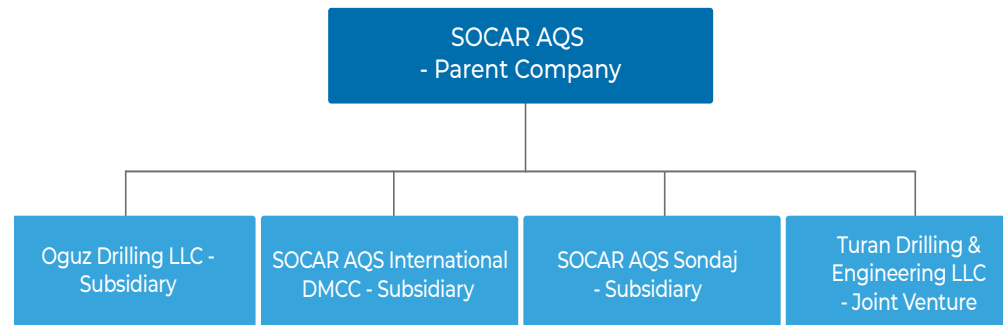 SOCAR AQS
- Parent Company
Oguz Drilling LLC -
Subsidiary
SOCAR AQS International
DMCC - Subsidiary
SOCAR AQS Sondaj
- Subsidiary
Turan Drilling &
Engineering LLC
- Joint Venture